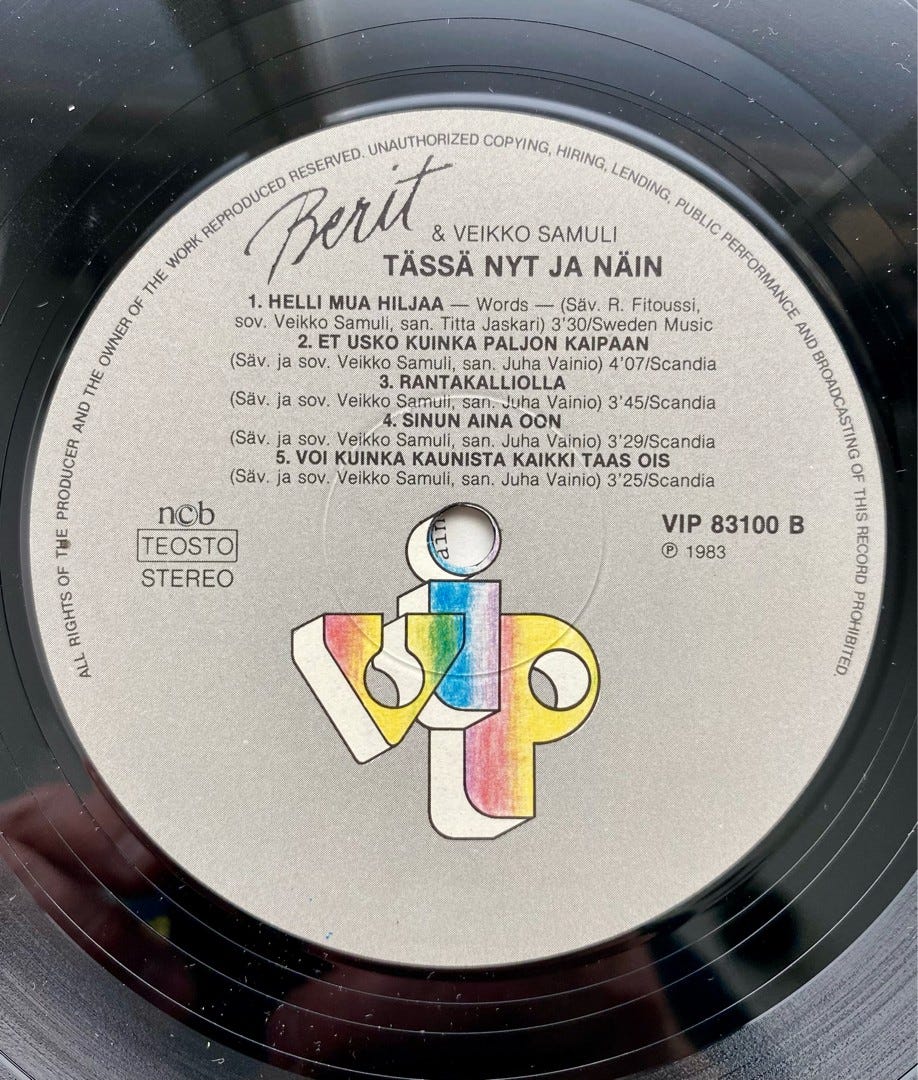 ALL RIGHTS OF THE PRODUCER AND THE OWNER OF THE WORK REPRODUCED RESERVED. UNAUTHORIZED COPYING, HIRING, LENDING, PUBLIC PERFORMANCE AND BROADCASTING OF THIS RECORD PROHIBITED.
Berit
& VEIKKO SAMULI
TÄSSÄ NYT JA NÄIN
1. HELLI MUA HILJAA — Words — (Säv. R. Fitoussi,
sov. Veikko Samuli, san. Titta Jaskari) 3'30/Sweden Music
2. ET USKO KUINKA PALJON KAIPAAN
(Säv. ja sov. Veikko Samuli, san. Juha Vainio) 4'07/Scandia
3. RANTAKALLIOLLA
(Säv. ja sov. Veikko Samuli, san. Juha Vainio) 3'45/Scandia
4. SINUN AINA OON
(Säv. ja sov. Veikko Samuli, san. Juha Vainio) 3'29/Scandia
5. VOI KUINKA KAUNISTA KAIKKI TAAS OIS
(Säv. ja sov. Veikko Samuli, san. Juha Vainio) 3'25/Scandia
ncb
TEOSTO
STEREO
VIP 83100 B
℗ 1983
vip